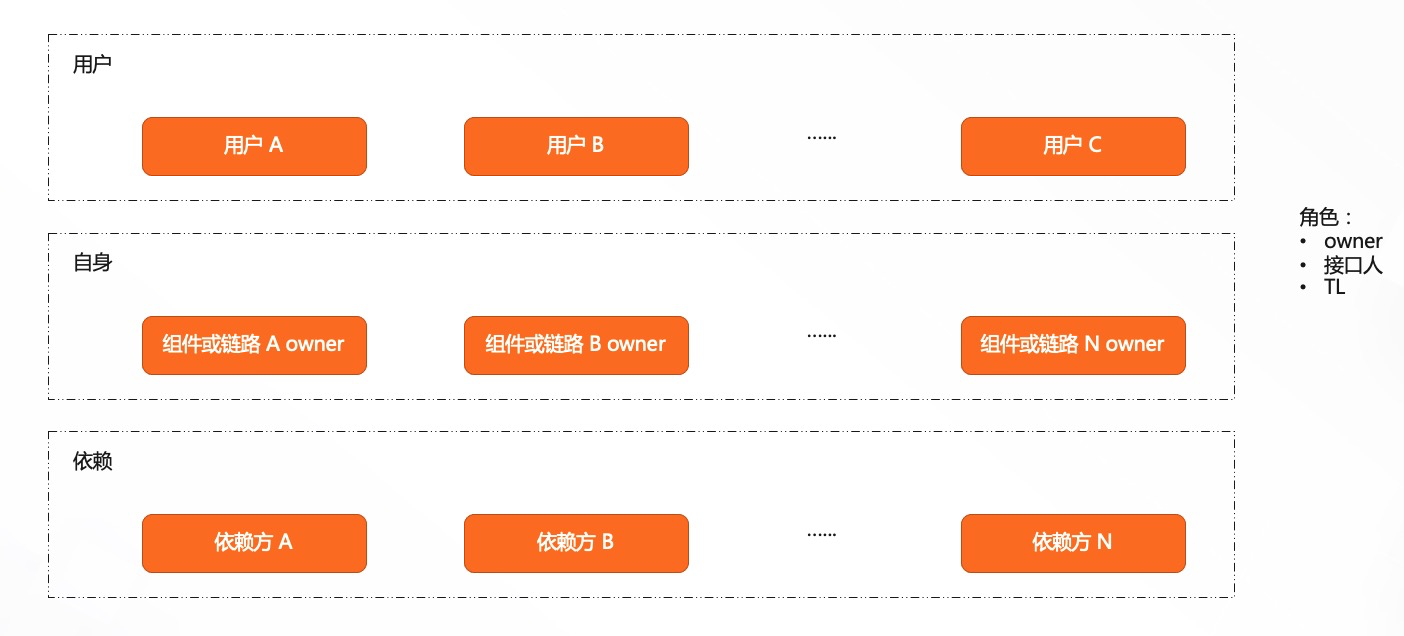 用户
用户 A
用户 B
……
用户 C
自身
组件或链路 A owner
组件或链路 B owner
……
组件或链路 N owner
依赖
依赖方 A
依赖方 B
……
依赖方 N
角色：
• owner
• 接口人
• TL